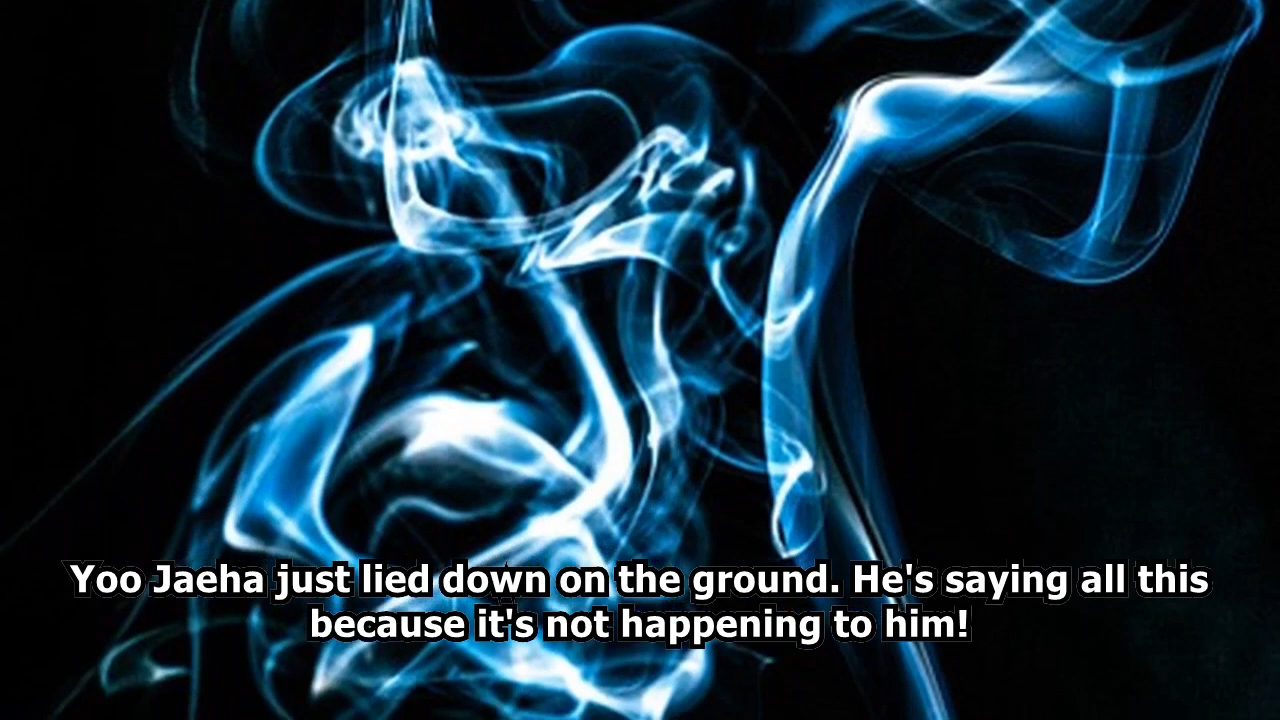 Yoo Jaeha just lied down on the ground. He's saying all this
because it's not happening to him!